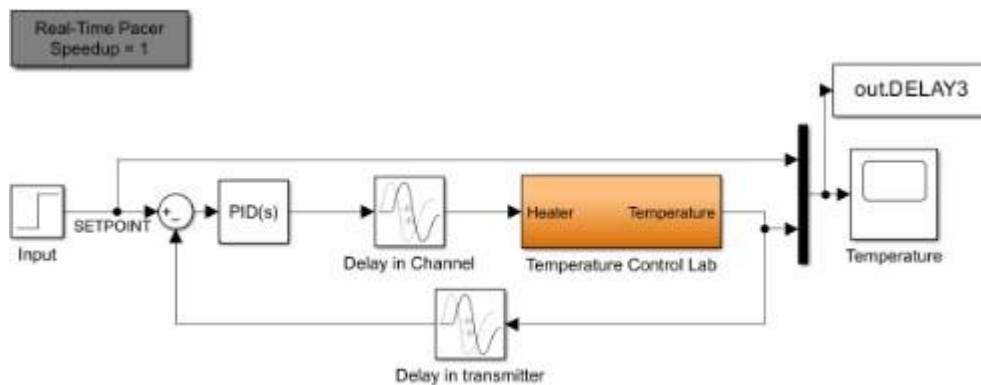 Real-Time Pacer
Speedup = 1
out.DELAY3
+
−
PID(s)
Heater
Temperature
SETPOINT
Input
Delay in Channel
Temperature Control Lab
Temperature
Delay in transmitter